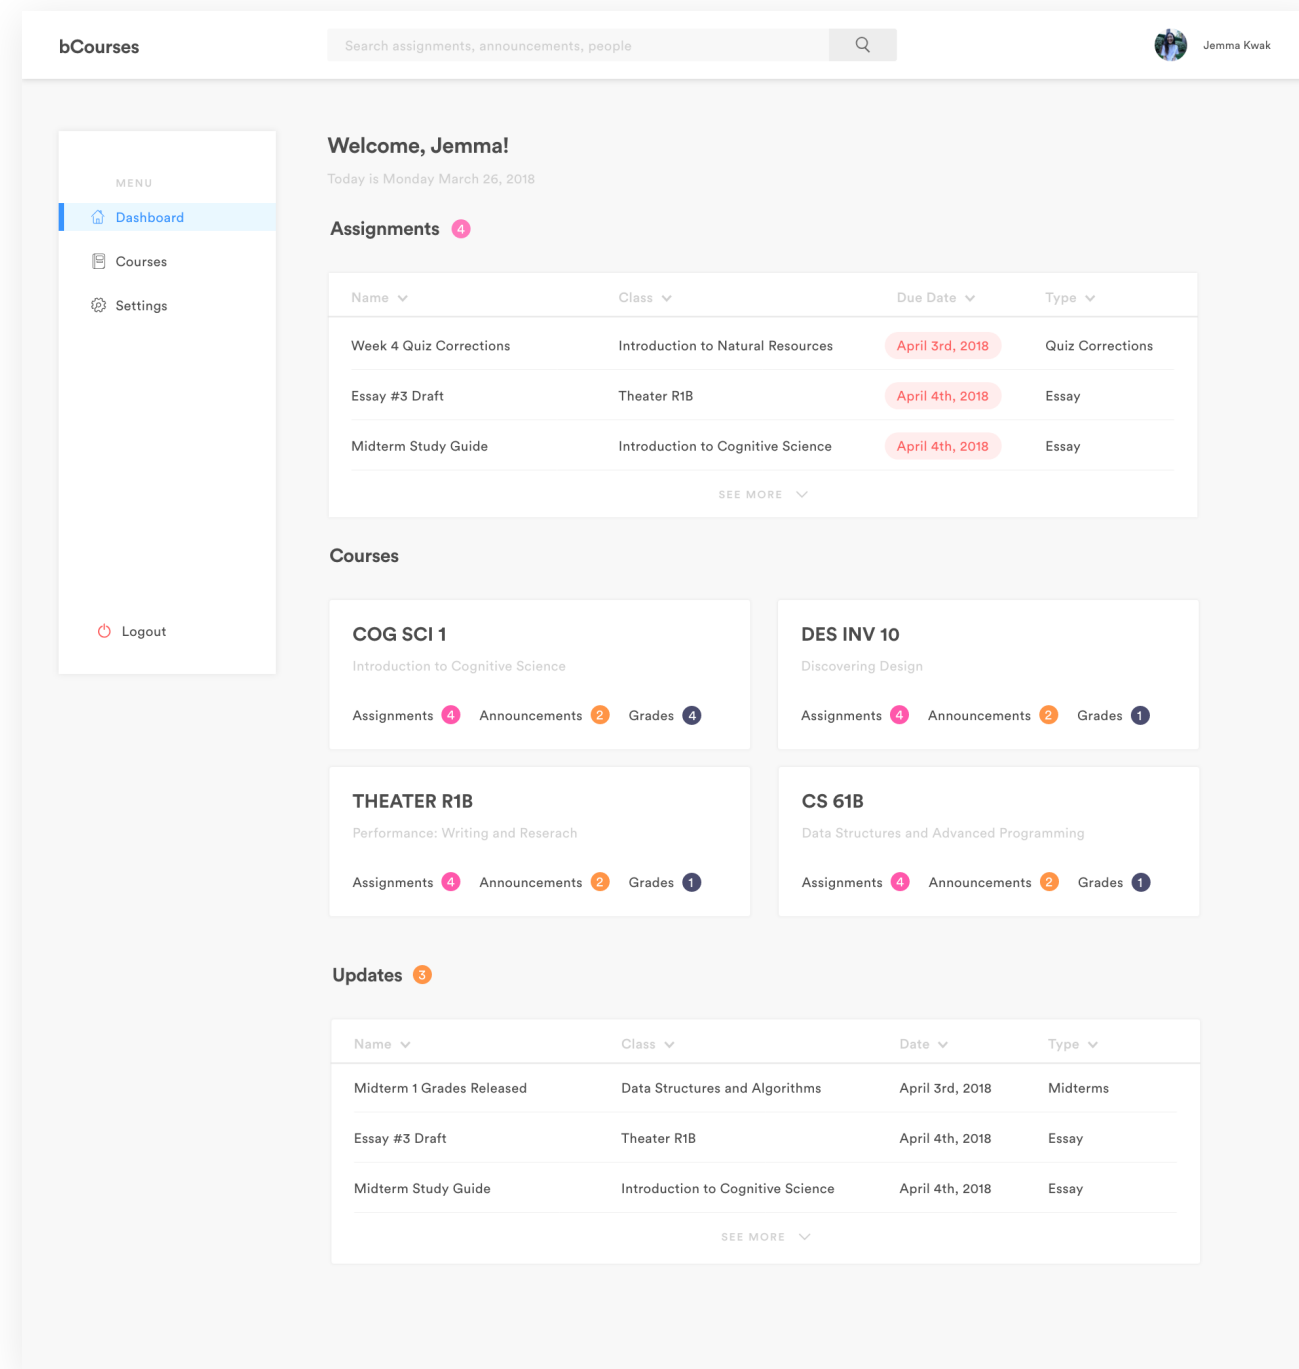 bCourses
Search assignments, announcements, people
Jemma Kwak
MENU
Dashboard
Courses
Settings
Logout
Welcome, Jemma!
Today is Monday March 26, 2018
Assignments 4
Name Class Due Date Type
Week 4 Quiz Corrections Introduction to Natural Resources April 3rd, 2018 Quiz Corrections
Essay #3 Draft Theater R1B April 4th, 2018 Essay
Midterm Study Guide Introduction to Cognitive Science April 4th, 2018 Essay
SEE MORE
Courses
COG SCI 1
Introduction to Cognitive Science
Assignments 4 Announcements 2 Grades 4
DES INV 10
Discovering Design
Assignments 4 Announcements 2 Grades 1
THEATER R1B
Performance: Writing and Reserach
Assignments 4 Announcements 2 Grades 1
CS 61B
Data Structures and Advanced Programming
Assignments 4 Announcements 2 Grades 1
Updates 3
Name Class Date Type
Midterm 1 Grades Released Data Structures and Algorithms April 3rd, 2018 Midterms
Essay #3 Draft Theater R1B April 4th, 2018 Essay
Midterm Study Guide Introduction to Cognitive Science April 4th, 2018 Essay
SEE MORE